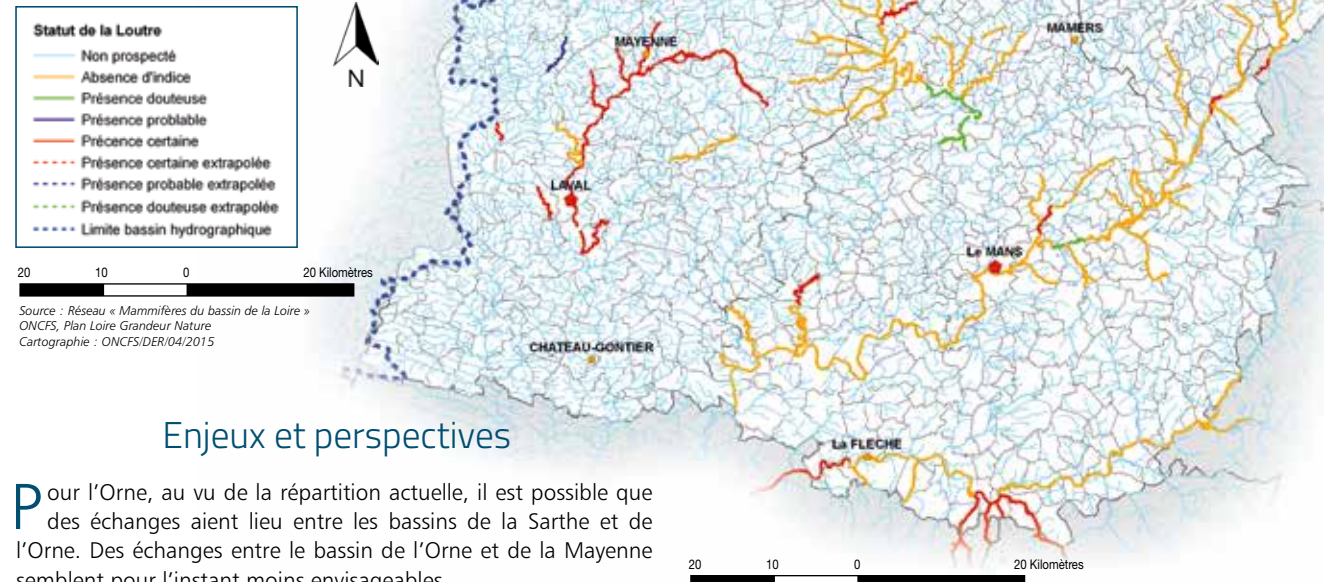 Statut de la Loutre
Non prospecté
Absence d'indice
Présence douteuse
Présence problable
Précence certaine
Présence certaine extrapolée
Présence probable extrapolée
Présence douteuse extrapolée
Limite bassin hydrographique
N
20 10 0 20 Kilomètres
Source : Réseau « Mammifères du bassin de la Loire »
ONCFS, Plan Loire Grandeur Nature
Cartographie : ONCFS/DER/04/2015
MAYENNE
MAMERS
LAVAL
Le MANS
CHATEAU-GONTIER
La FLECHE
Enjeux et perspectives
Pour l'Orne, au vu de la répartition actuelle, il est possible que
des échanges aient lieu entre les bassins de la Sarthe et de
l'Orne. Des échanges entre le bassin de l'Orne et de la Mayenne
semblent pour l'instant moins envisageables
20 10 0 20 Kilomètres